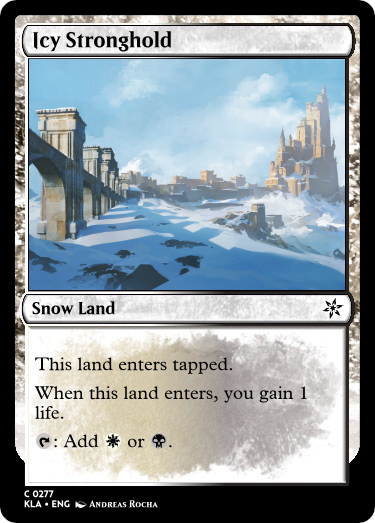 Icy Stronghold
Snow Land
This land enters tapped.
When this land enters, you gain 1
life.
: Add or .
C 0277
KLA • ENG Andreas Rocha